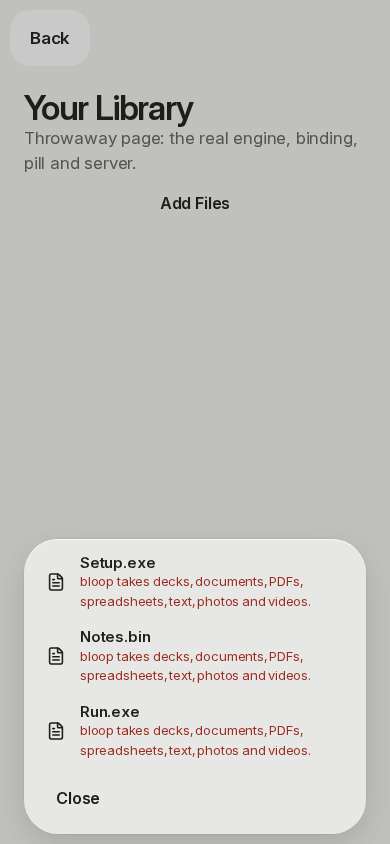 Back
Your Library
Throwaway page: the real engine, binding,
pill and server.
Add Files
Setup.exe
bloop takes decks, documents, PDFs,
spreadsheets, text, photos and videos.
Notes.bin
bloop takes decks, documents, PDFs,
spreadsheets, text, photos and videos.
Run.exe
bloop takes decks, documents, PDFs,
spreadsheets, text, photos and videos.
Close